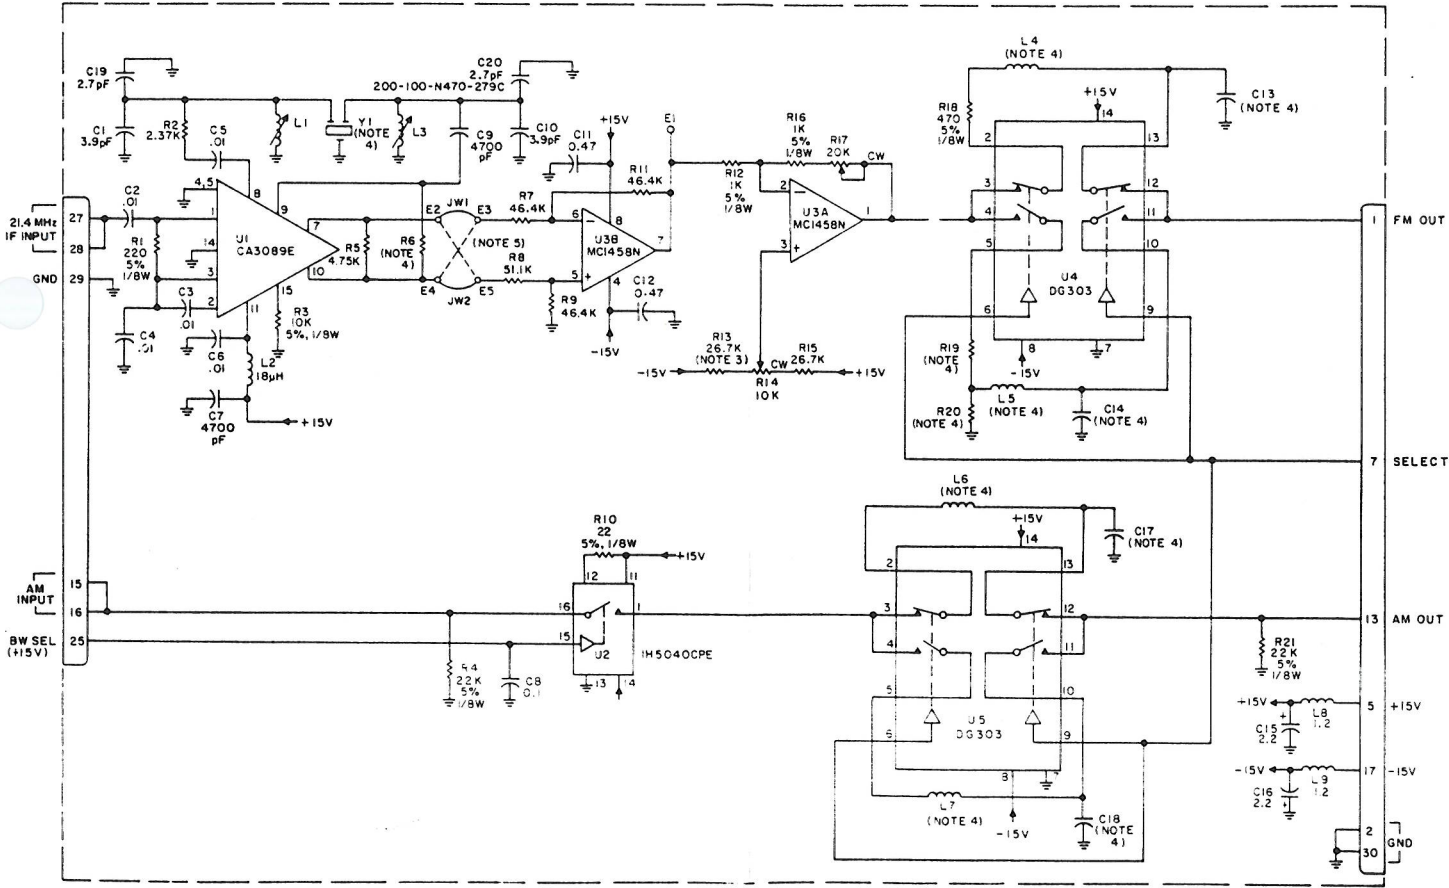 C19
2.7pF
C1
3.9pF
R2
2.37K
C5
.01
L1
Y1
(NOTE
4)
L3
200-100-N470-279C
C20
2.7pF
C9
4700
pF
C10
3.9pF
C11
0.47
+15V
E1
R16
1K
5%
1/8W
R17
20K
CW
R12
1K
5%
1/8W
R11
46.4K
L4
(NOTE 4)
R18
470
5%
1/8W
+15V
14
2
13
C13
(NOTE 4)
21.4 MHz
IF INPUT
27
28
GND
29
C2
.01
R1
220
5%
1/8W
C3
.01
C4
.01
4,5
1
14
3
2
8
9
7
10
15
11
U1
CA3089E
R3
10K
5%, 1/8W
C6
.01
L2
18µH
C7
4700
pF
+15V
R5
4.75K
R6
(NOTE
4)
E2
JW1
E3
(NOTE 5)
E4
JW2
E5
R7
46.4K
R8
51.1K
R9
46.4K
6
5
8
4
7
U3B
MC1458N
C12
0.47
-15V
2
3
1
U3A
MC1458N
R13
26.7K
(NOTE 3)
CW
R15
26.7K
-15V
+15V
R14
10K
3
4
5
6
12
11
10
9
U4
DG303
8
7
-15V
R19
(NOTE
4)
R20
(NOTE 4)
L5
(NOTE 4)
C14
(NOTE 4)
1
FM OUT
7
SELECT
L6
(NOTE 4)
+15V
14
C17
(NOTE 4)
R10
22
5%, 1/8W
+15V
12
11
16
1
15
U2
IH5040CPE
13
14
AM
INPUT
15
16
BW SEL
(+15V)
25
R4
22K
5%
1/8W
C8
0.1
2
13
3
12
4
11
5
10
6
9
U5
DG303
8
7
L7
(NOTE 4)
-15V
C18
(NOTE
4)
13
AM OUT
R21
22K
5%
1/8W
+15V
L8
1.2
5
+15V
C15
2.2
-15V
L9
1.2
17
-15V
C16
2.2
2
30
GND